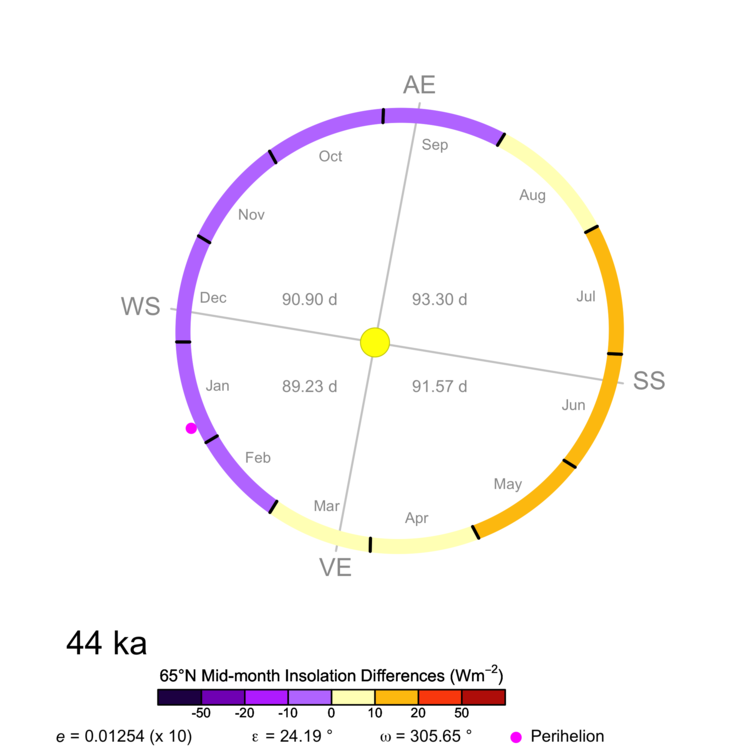 AE
Sep
Oct
Aug
Nov
WS
Dec
90.90 d
93.30 d
Jul
Jan
89.23 d
91.57 d
SS
Jun
Feb
May
Mar
Apr
VE
44 ka
65°N Mid-month Insolation Differences (Wm⁻²)
-50 -20 -10 0 10 20 50
e = 0.01254 (x 10) ε = 24.19 ° ω = 305.65 ° Perihelion